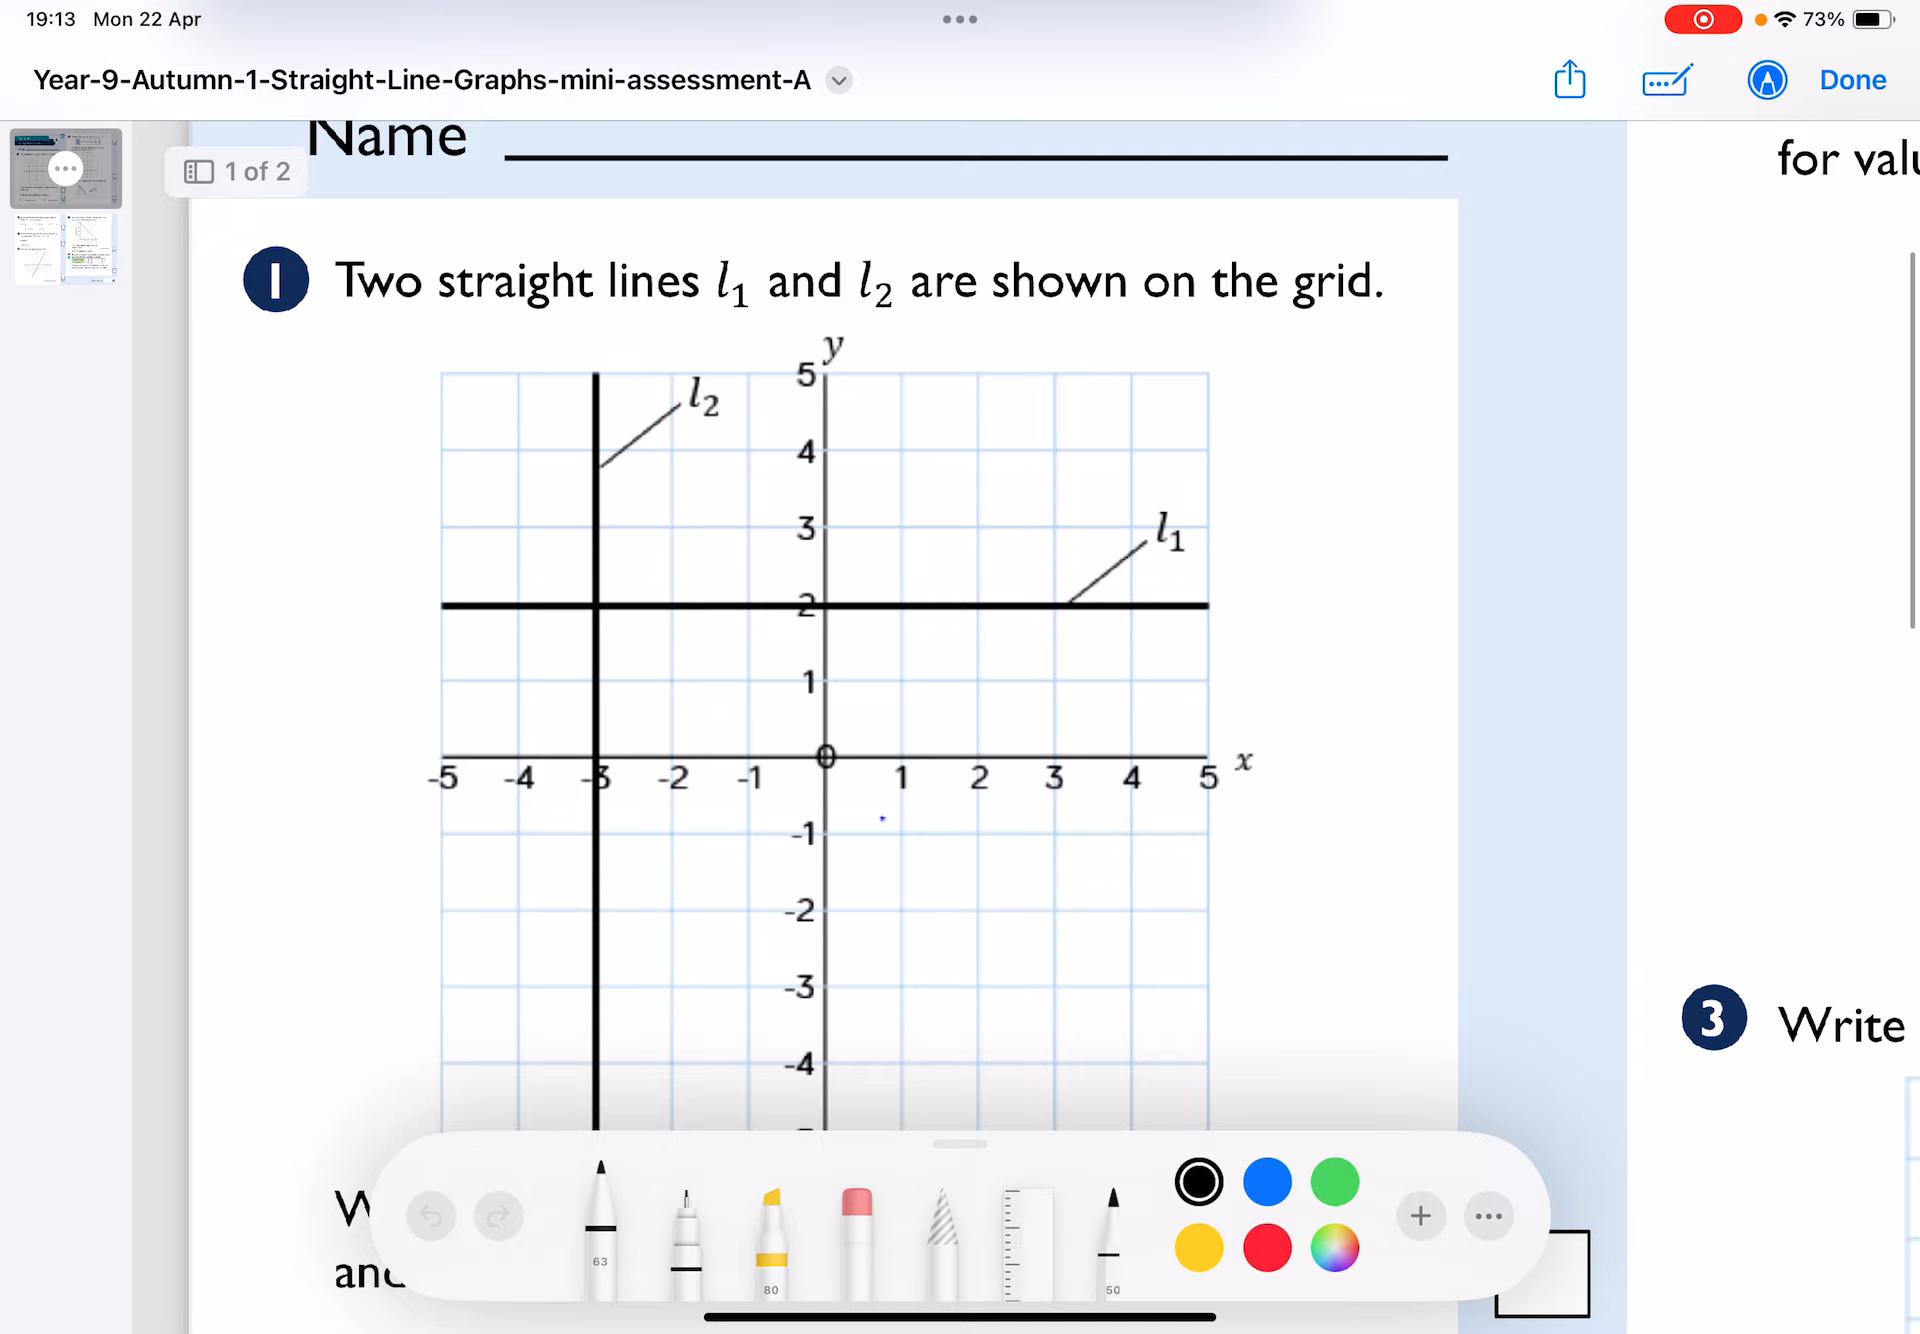 19:13 Mon 22 Apr
73%
Year-9-Autumn-1-Straight-Line-Graphs-mini-assessment-A
Done
Name
1 of 2
for valu
1 Two straight lines l₁ and l₂ are shown on the grid.
y
5
l₂
4
3
l₁
2
1
0
-5 -4 -3 -2 -1 1 2 3 4 5 x
-1
-2
-3
3 Write
-4
and
63
80
50